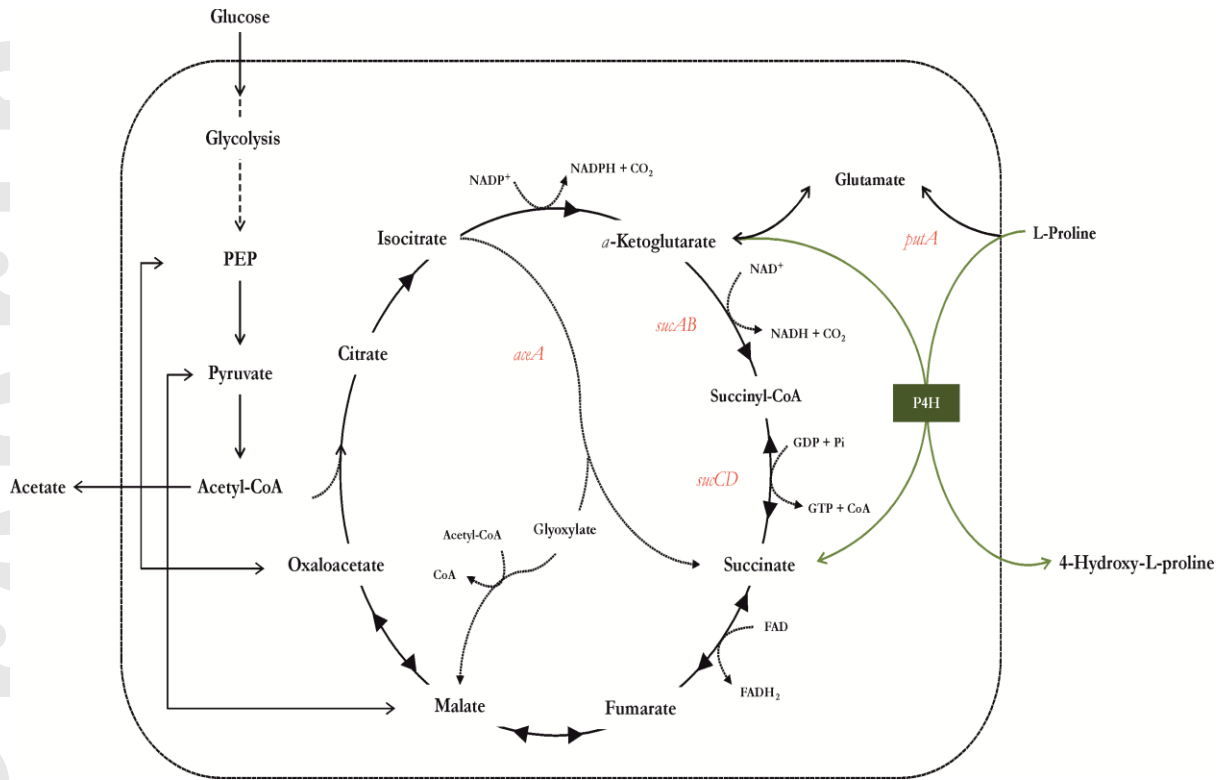 Glucose
Glycolysis
NADP⁺
NADPH + CO₂
Glutamate
Isocitrate
α-Ketoglutarate
putA
L-Proline
PEP
NAD⁺
sucAB
NADH + CO₂
aceA
Citrate
Pyruvate
Succinyl-CoA
P4H
GDP + Pi
Acetate
Acetyl-CoA
sucCD
GTP + CoA
Glyoxylate
Acetyl-CoA
Oxaloacetate
CoA
Succinate
4-Hydroxy-L-proline
FAD
FADH₂
Malate
Fumarate